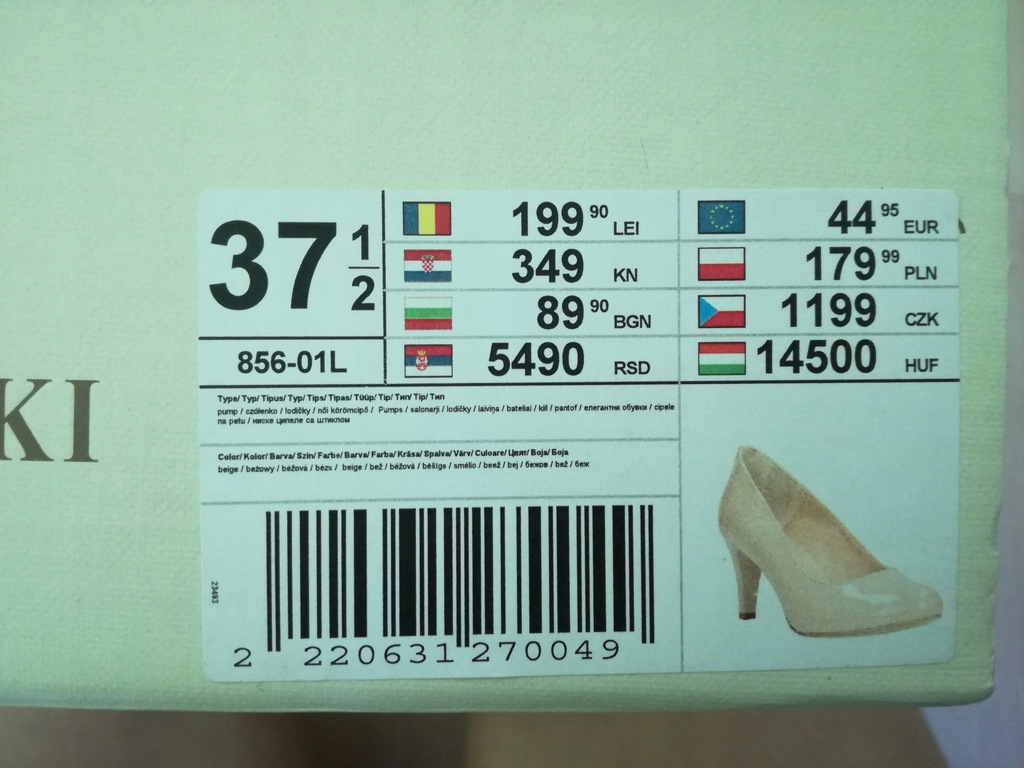 37 1/2
199 90 LEI
44 95 EUR
349 KN
179 99 PLN
89 90 BGN
1199 CZK
856-01L
5490 RSD
14500 HUF
Type/ Typ/ Típus/ Typ/ Tips/ Tipas/ Tüüp/ Tip/ Тип/ Tip/ Тип
pump / czółenko / lodičky / női körömcipő / Pumps / salonarji / lodičky / laiviņa / bateliai / kii / pantof / елегантни обувки / cipele
na petu / ниске ципеле са штиклом
Color/ Kolor/ Barva/ Szín/ Farbe/ Barva/ Farba/ Krāsa/ Spalva/ Värv/ Culoare/ Цвят/ Boja/ Боја
beige / beżowy / béžová / bézs / beige / bež / béžová / bēšīgs / smėlio / beež / bej / бежов / bež / беж
KI
23493
2 220631 270049